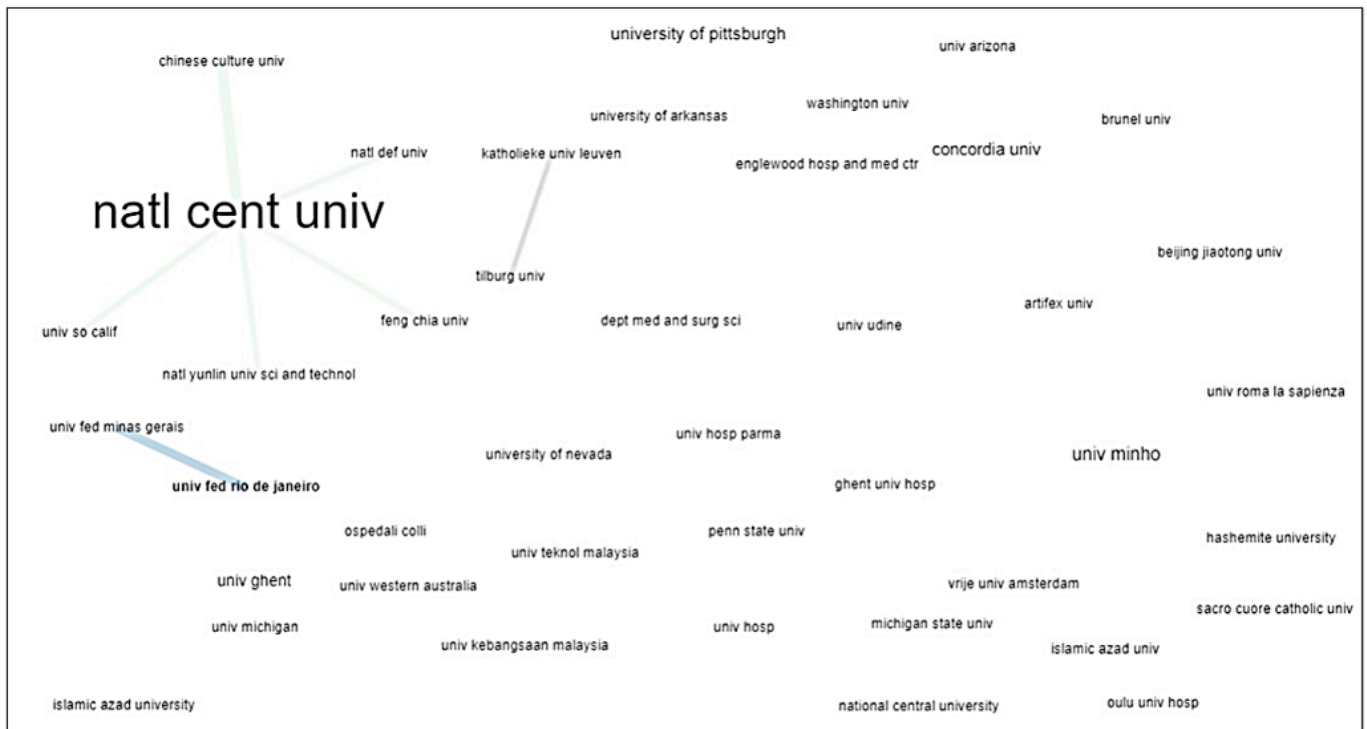 university of pittsburgh
univ arizona
chinese culture univ
washington univ
university of arkansas
brunel univ
natl def univ
katholieke univ leuven
concordia univ
englewood hosp and med ctr
natl cent univ
beijing jiaotong univ
tilburg univ
artifex univ
feng chia univ
dept med and surg sci
univ udine
univ so calif
natl yunlin univ sci and technol
univ roma la sapienza
univ fed minas gerais
univ hosp parma
university of nevada
univ minho
univ fed rio de janeiro
ghent univ hosp
ospedali colli
penn state univ
hashemite university
univ teknol malaysia
univ ghent
univ western australia
vrije univ amsterdam
sacro cuore catholic univ
univ michigan
univ hosp
michigan state univ
univ kebangsaan malaysia
islamic azad univ
islamic azad university
national central university
oulu univ hosp